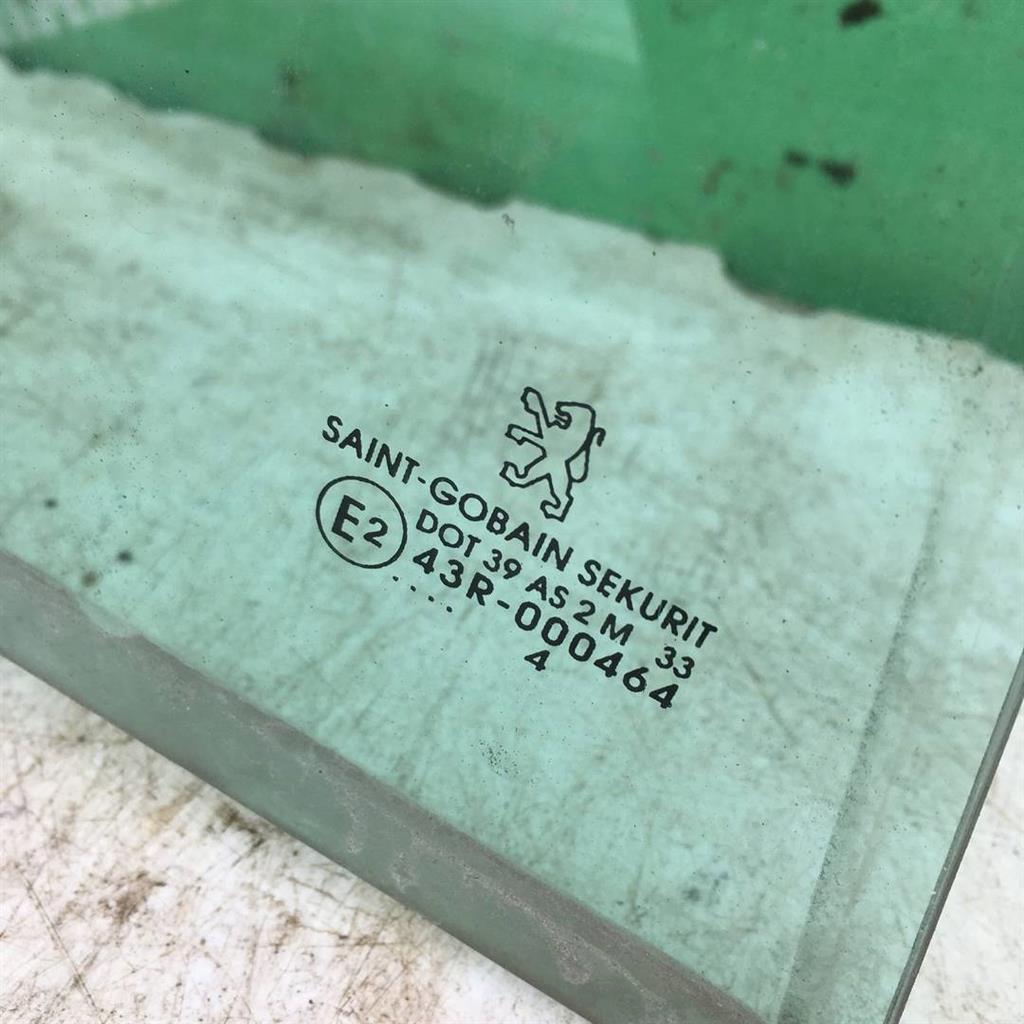 SAINT-GOBAIN SEKURIT
E2
DOT 39 AS 2 M 33
43R-000464
.... 4